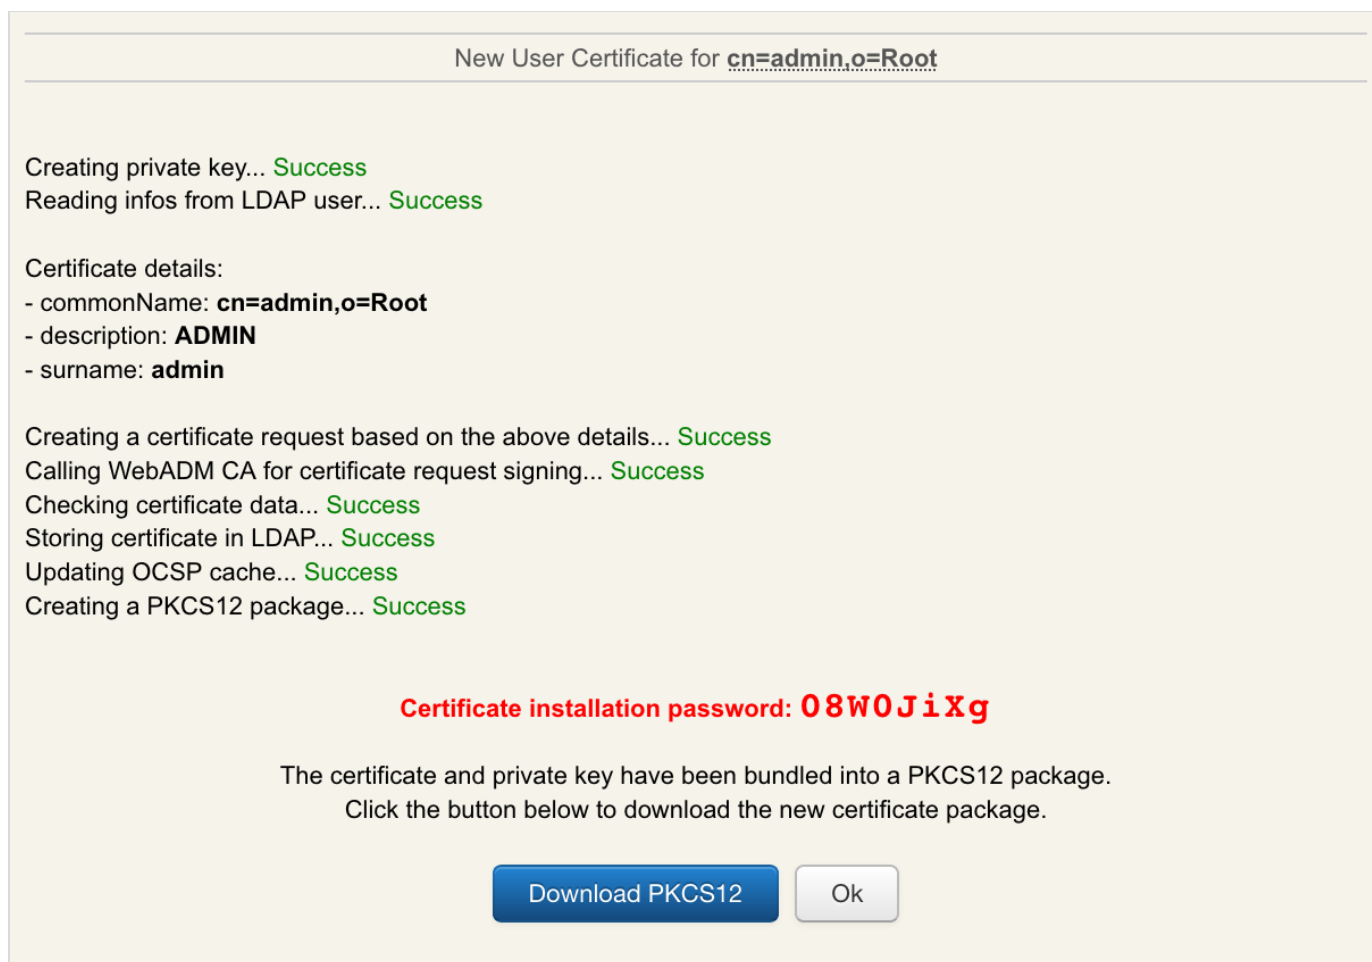 New User Certificate for cn=admin,o=Root
Creating private key... Success
Reading infos from LDAP user... Success
Certificate details:
- commonName: cn=admin,o=Root
- description: ADMIN
- surname: admin
Creating a certificate request based on the above details... Success
Calling WebADM CA for certificate request signing... Success
Checking certificate data... Success
Storing certificate in LDAP... Success
Updating OCSP cache... Success
Creating a PKCS12 package... Success
Certificate installation password: O8WOJiXg
The certificate and private key have been bundled into a PKCS12 package.
Click the button below to download the new certificate package.
Download PKCS12 Ok